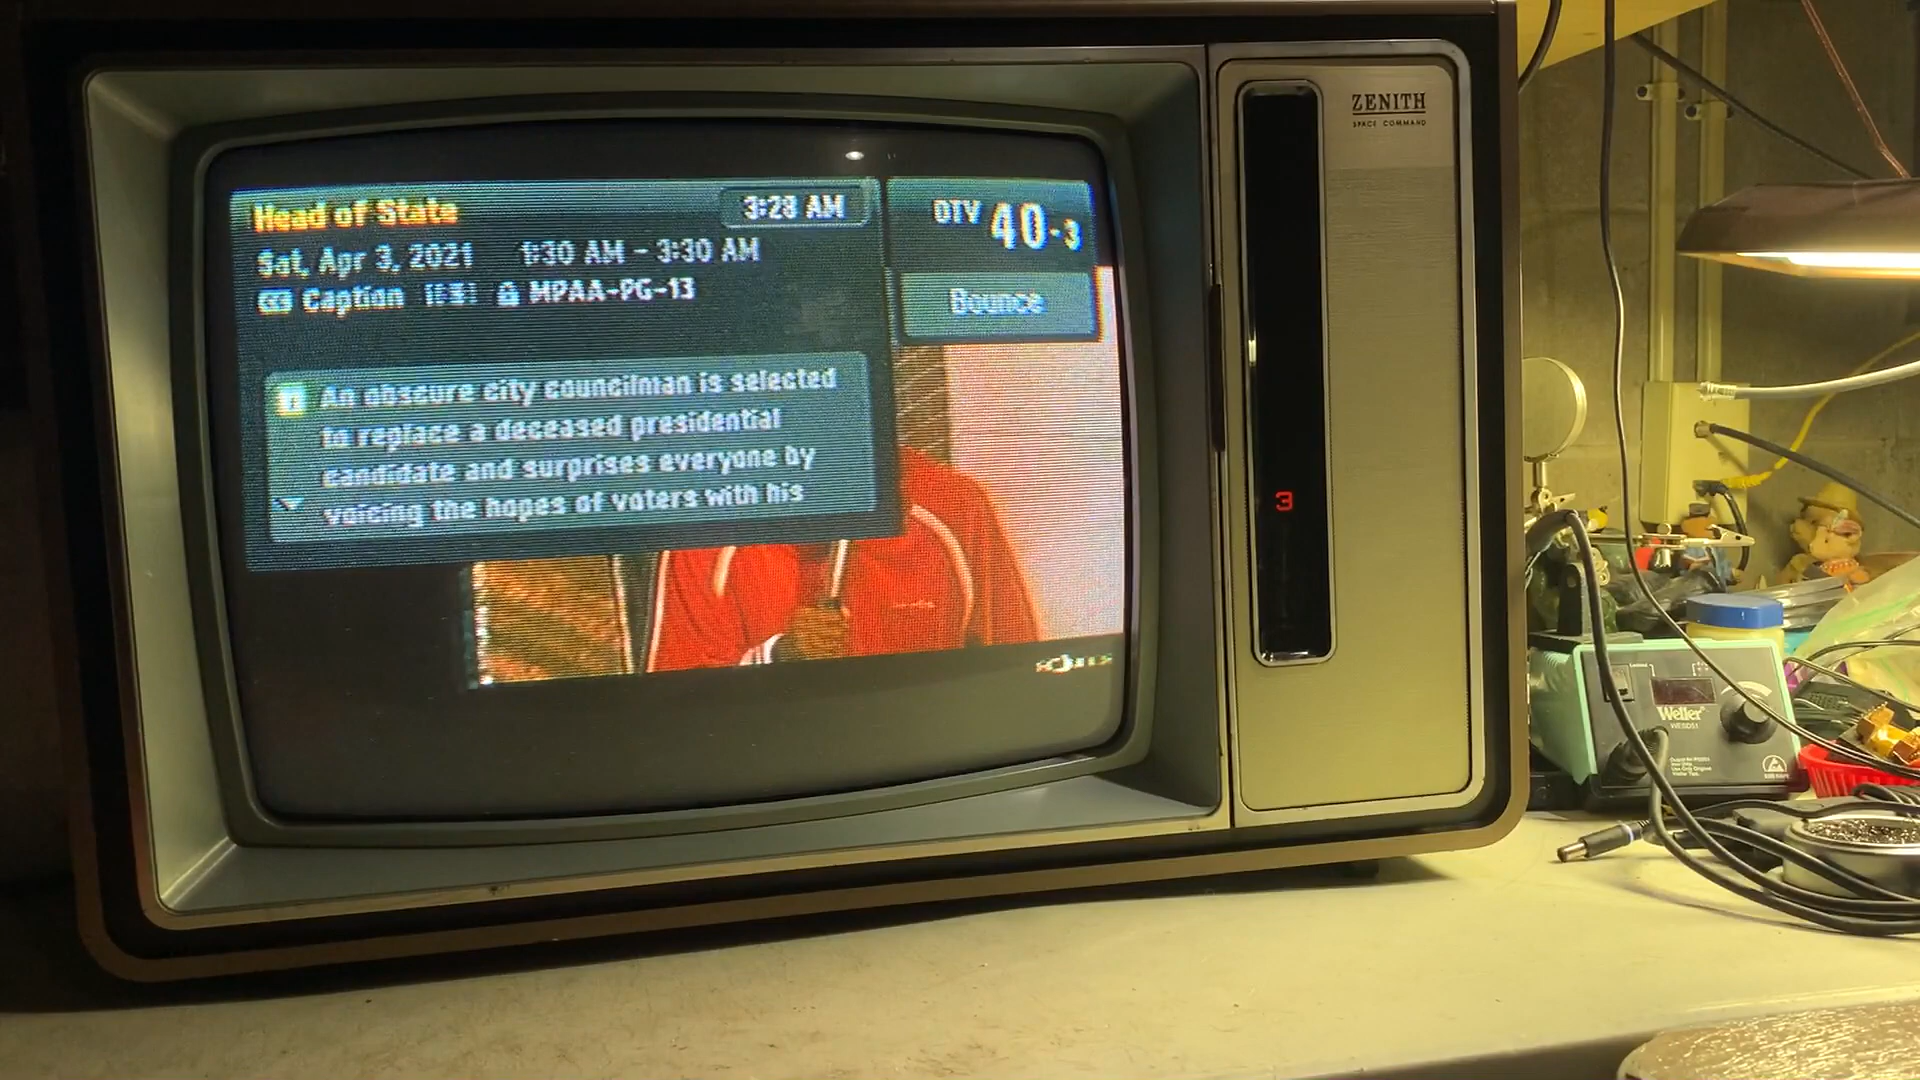 Head of State
3:28 AM
Sat, Apr 3, 2021 1:30 AM - 3:30 AM
CC Caption MPAA-PG-13
An obscure city councilman is selected
to replace a deceased presidential
candidate and surprises everyone by
voicing the hopes of voters with his
DTV 40-3
Bounce
ZENITH
SPACE COMMAND
3
Weller
WESD51